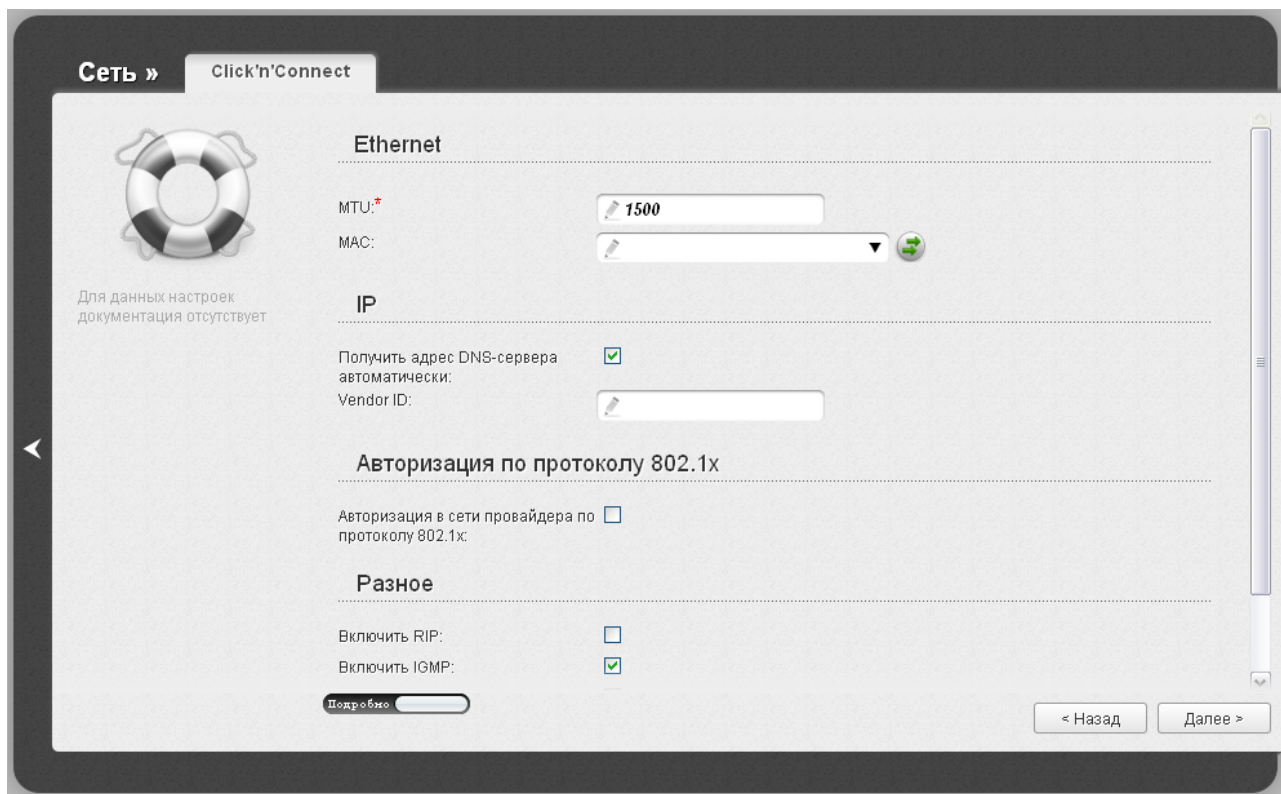 Сеть »
Click'n'Connect
Для данных настроек
документация отсутствует
Ethernet
MTU:*
1500
MAC:
IP
Получить адрес DNS-сервера
автоматически:
Vendor ID:
Авторизация по протоколу 802.1x
Авторизация в сети провайдера по
протоколу 802.1x:
Разное
Включить RIP:
Включить IGMP:
Подробно
< Назад
Далее >